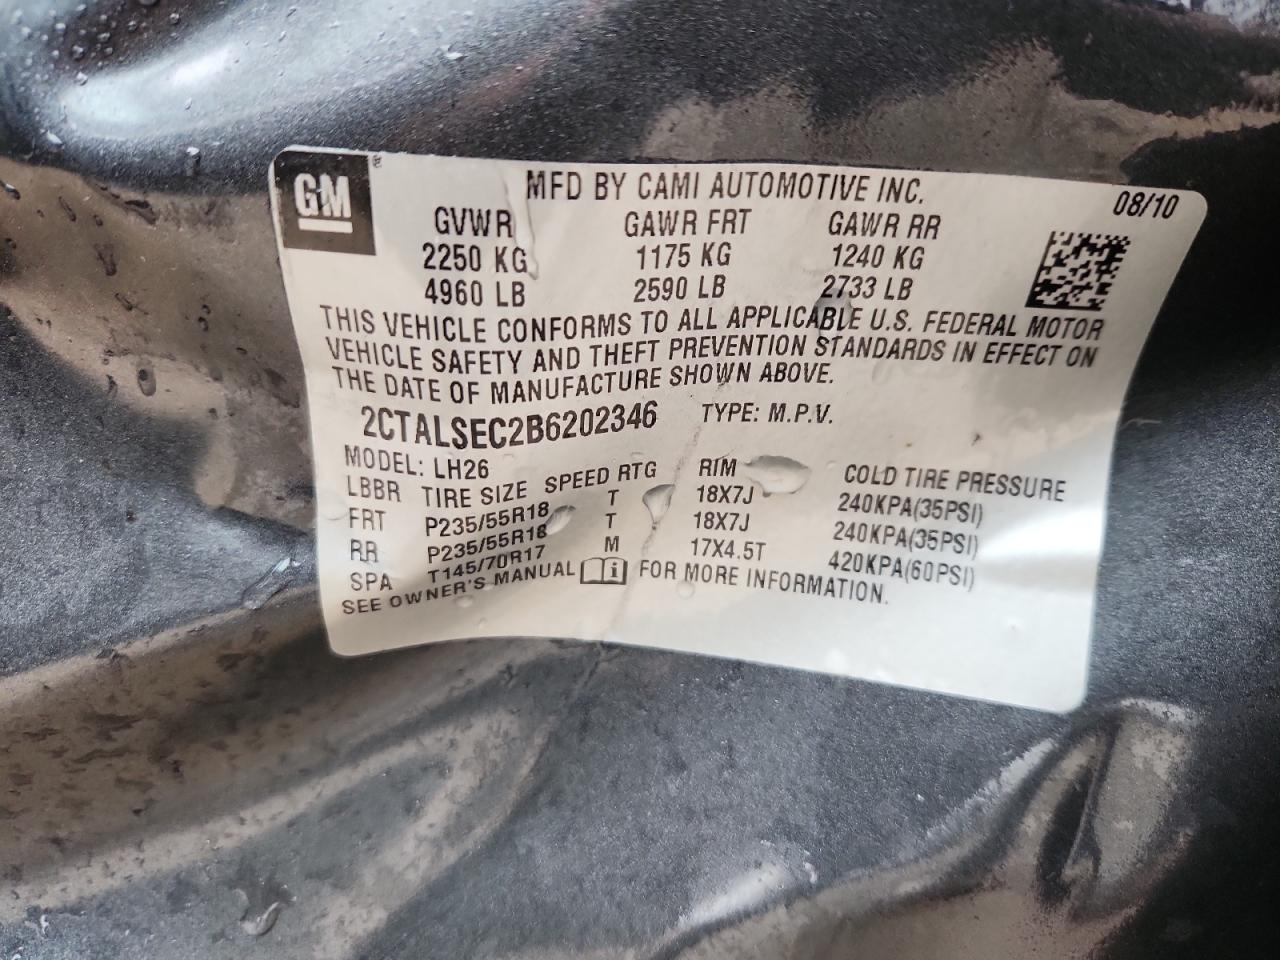 GM ®
MFD BY CAMI AUTOMOTIVE INC. 08/10
GVWR GAWR FRT GAWR RR
2250 KG 1175 KG 1240 KG
4960 LB 2590 LB 2733 LB
THIS VEHICLE CONFORMS TO ALL APPLICABLE U.S. FEDERAL MOTOR
VEHICLE SAFETY AND THEFT PREVENTION STANDARDS IN EFFECT ON
THE DATE OF MANUFACTURE SHOWN ABOVE.
2CTALSEC2B6202346 TYPE: M.P.V.
MODEL: LH26
LBBR TIRE SIZE SPEED RTG RIM COLD TIRE PRESSURE
FRT P235/55R18 T 18X7J 240KPA(35PSI)
RR P235/55R18 T 18X7J 240KPA(35PSI)
SPA T145/70R17 M 17X4.5T 420KPA(60PSI)
SEE OWNER'S MANUAL i FOR MORE INFORMATION.